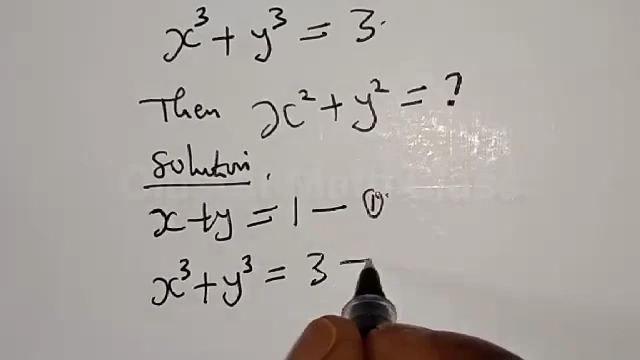 x³ + y³ = 3.
Then x² + y² = ?
Solution.
x + y = 1 — ①
x³ + y³ = 3 —